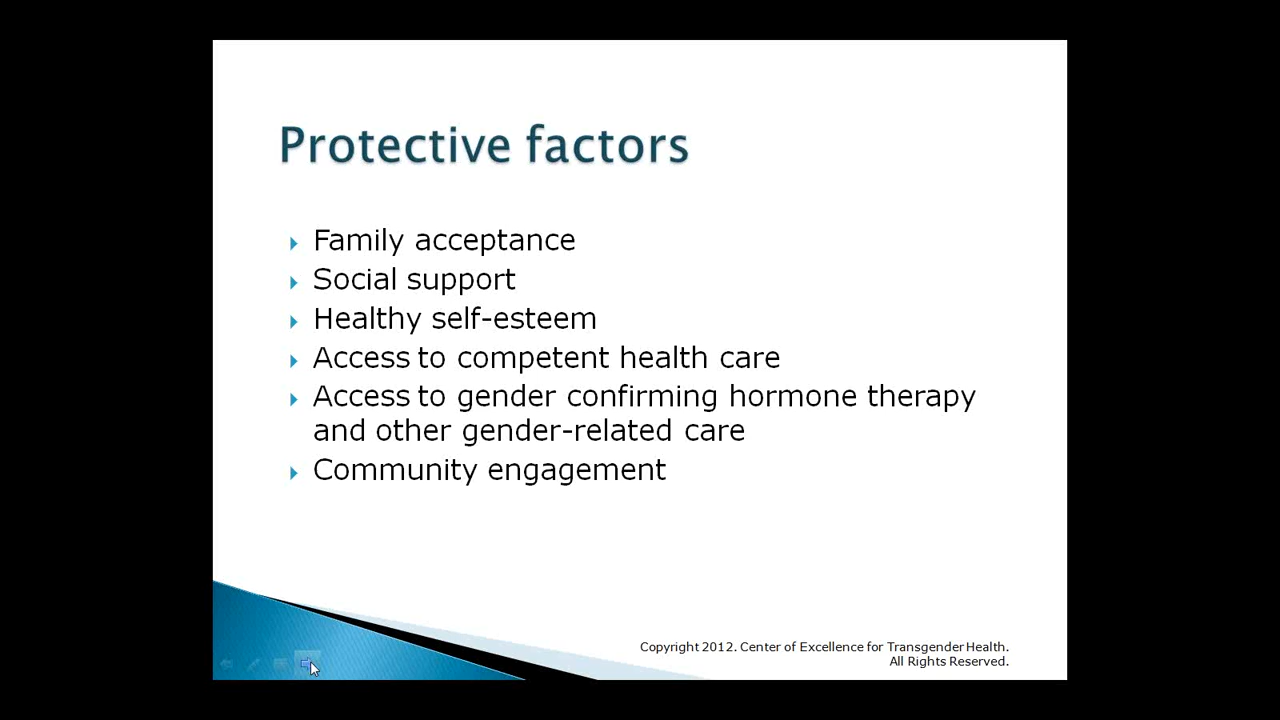 Protective factors
Family acceptance
Social support
Healthy self-esteem
Access to competent health care
Access to gender confirming hormone therapy
and other gender-related care
Community engagement
Copyright 2012. Center of Excellence for Transgender Health.
All Rights Reserved.